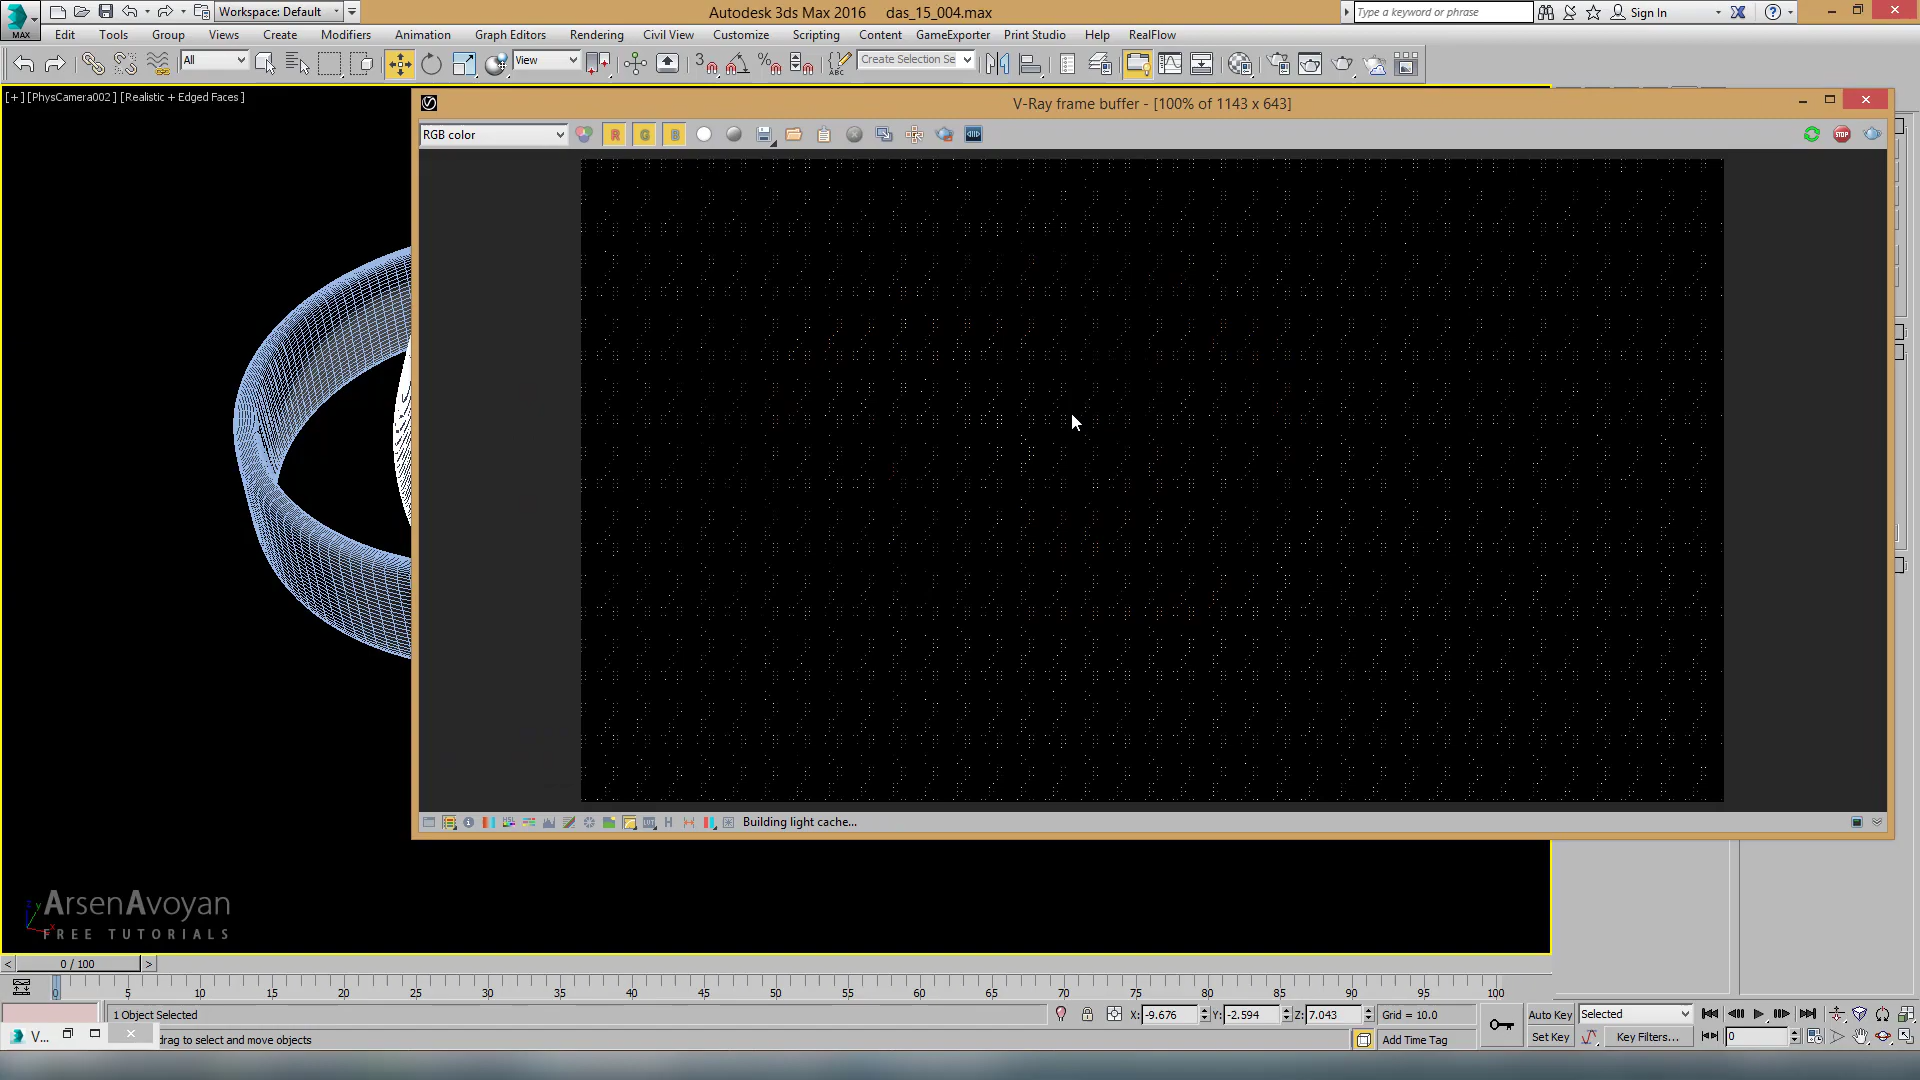 Workspace: Default
Autodesk 3ds Max 2016 das_15_004.max
Type a keyword or phrase
Sign In
MAX
Edit Tools Group Views Create Modifiers Animation Graph Editors Rendering Civil View Customize Scripting Content GameExporter Print Studio Help RealFlow
All
View
3
ABC
Create Selection Se
[+] [PhysCamera002] [Realistic + Edged Faces]
V-Ray frame buffer - [100% of 1143 x 643]
RGB color
R
G
B
STOP
Building light cache...
ArsenAvoyan
FREE TUTORIALS
< 0 / 100 >
0 5 10 15 20 25 30 35 40 45 50 55 60 65 70 75 80 85 90 95 100
1 Object Selected
X: -9.676 Y: -2.594 Z: 7.043 Grid = 10.0
Auto Key Selected
V...
drag to select and move objects
Add Time Tag
Set Key Key Filters... 0